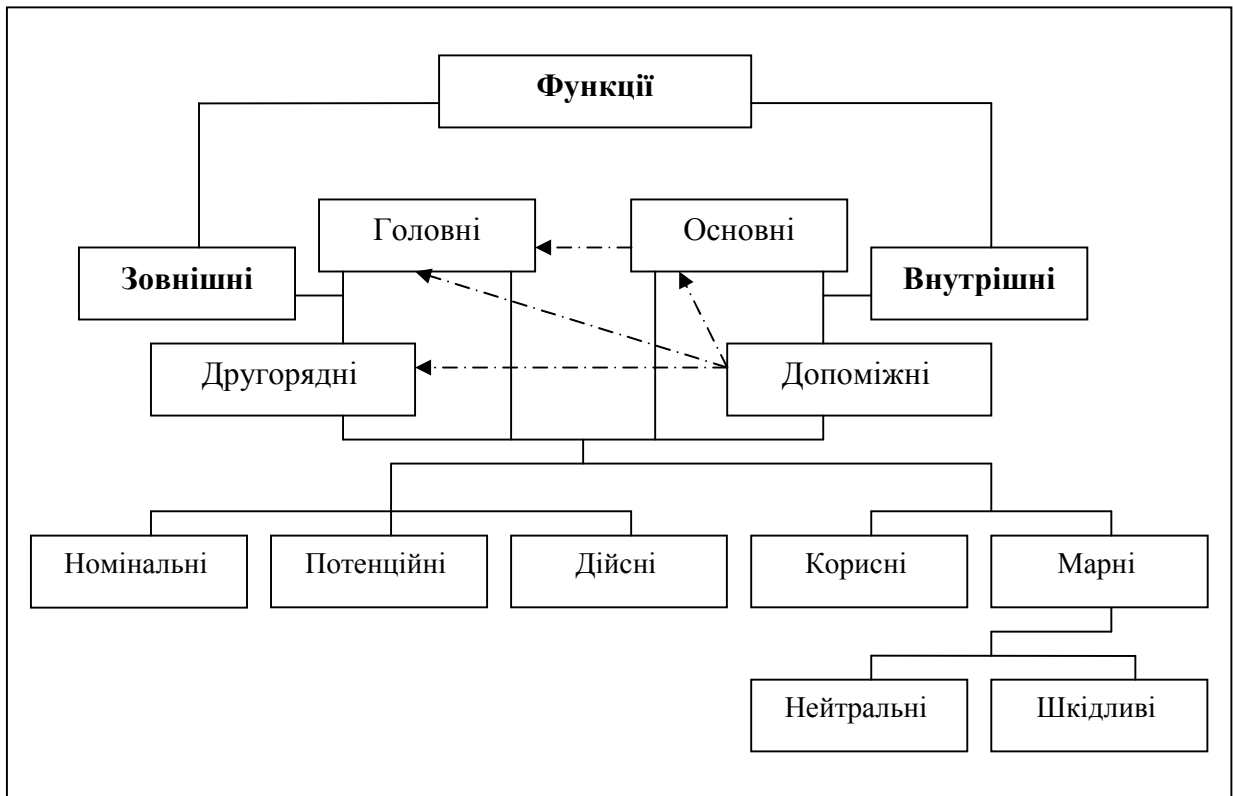 Функції
Головні
Основні
Зовнішні
Внутрішні
Другорядні
Допоміжні
Номінальні
Потенційні
Дійсні
Корисні
Марні
Нейтральні
Шкідливі